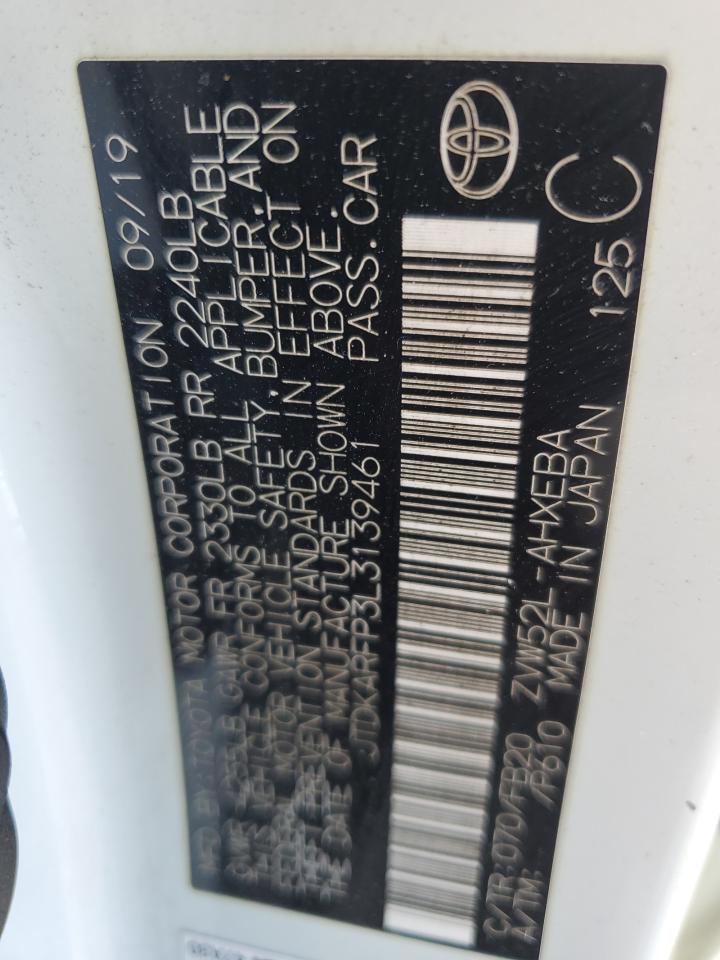 MFD. BY: TOYOTA MOTOR CORPORATION 09/19
GVWR LB GAWR FR 2330LB RR 2240LB
THIS VEHICLE CONFORMS TO ALL APPLICABLE
FEDERAL MOTOR VEHICLE SAFETY, BUMPER, AND
THEFT PREVENTION STANDARDS IN EFFECT ON
THE DATE OF MANUFACTURE SHOWN ABOVE.
JTDKARFP3L3139461 PASS.CAR
C/TR: 070/FB20 ZVW52L-AHXEBA 125 C
A/TM: /P610 MADE IN JAPAN